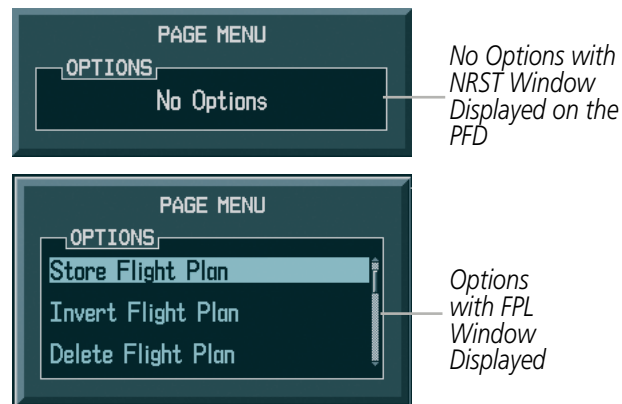 PAGE MENU
OPTIONS
No Options
No Options with
NRST Window
Displayed on the
PFD
PAGE MENU
OPTIONS
Store Flight Plan
Invert Flight Plan
Delete Flight Plan
Options
with FPL
Window
Displayed